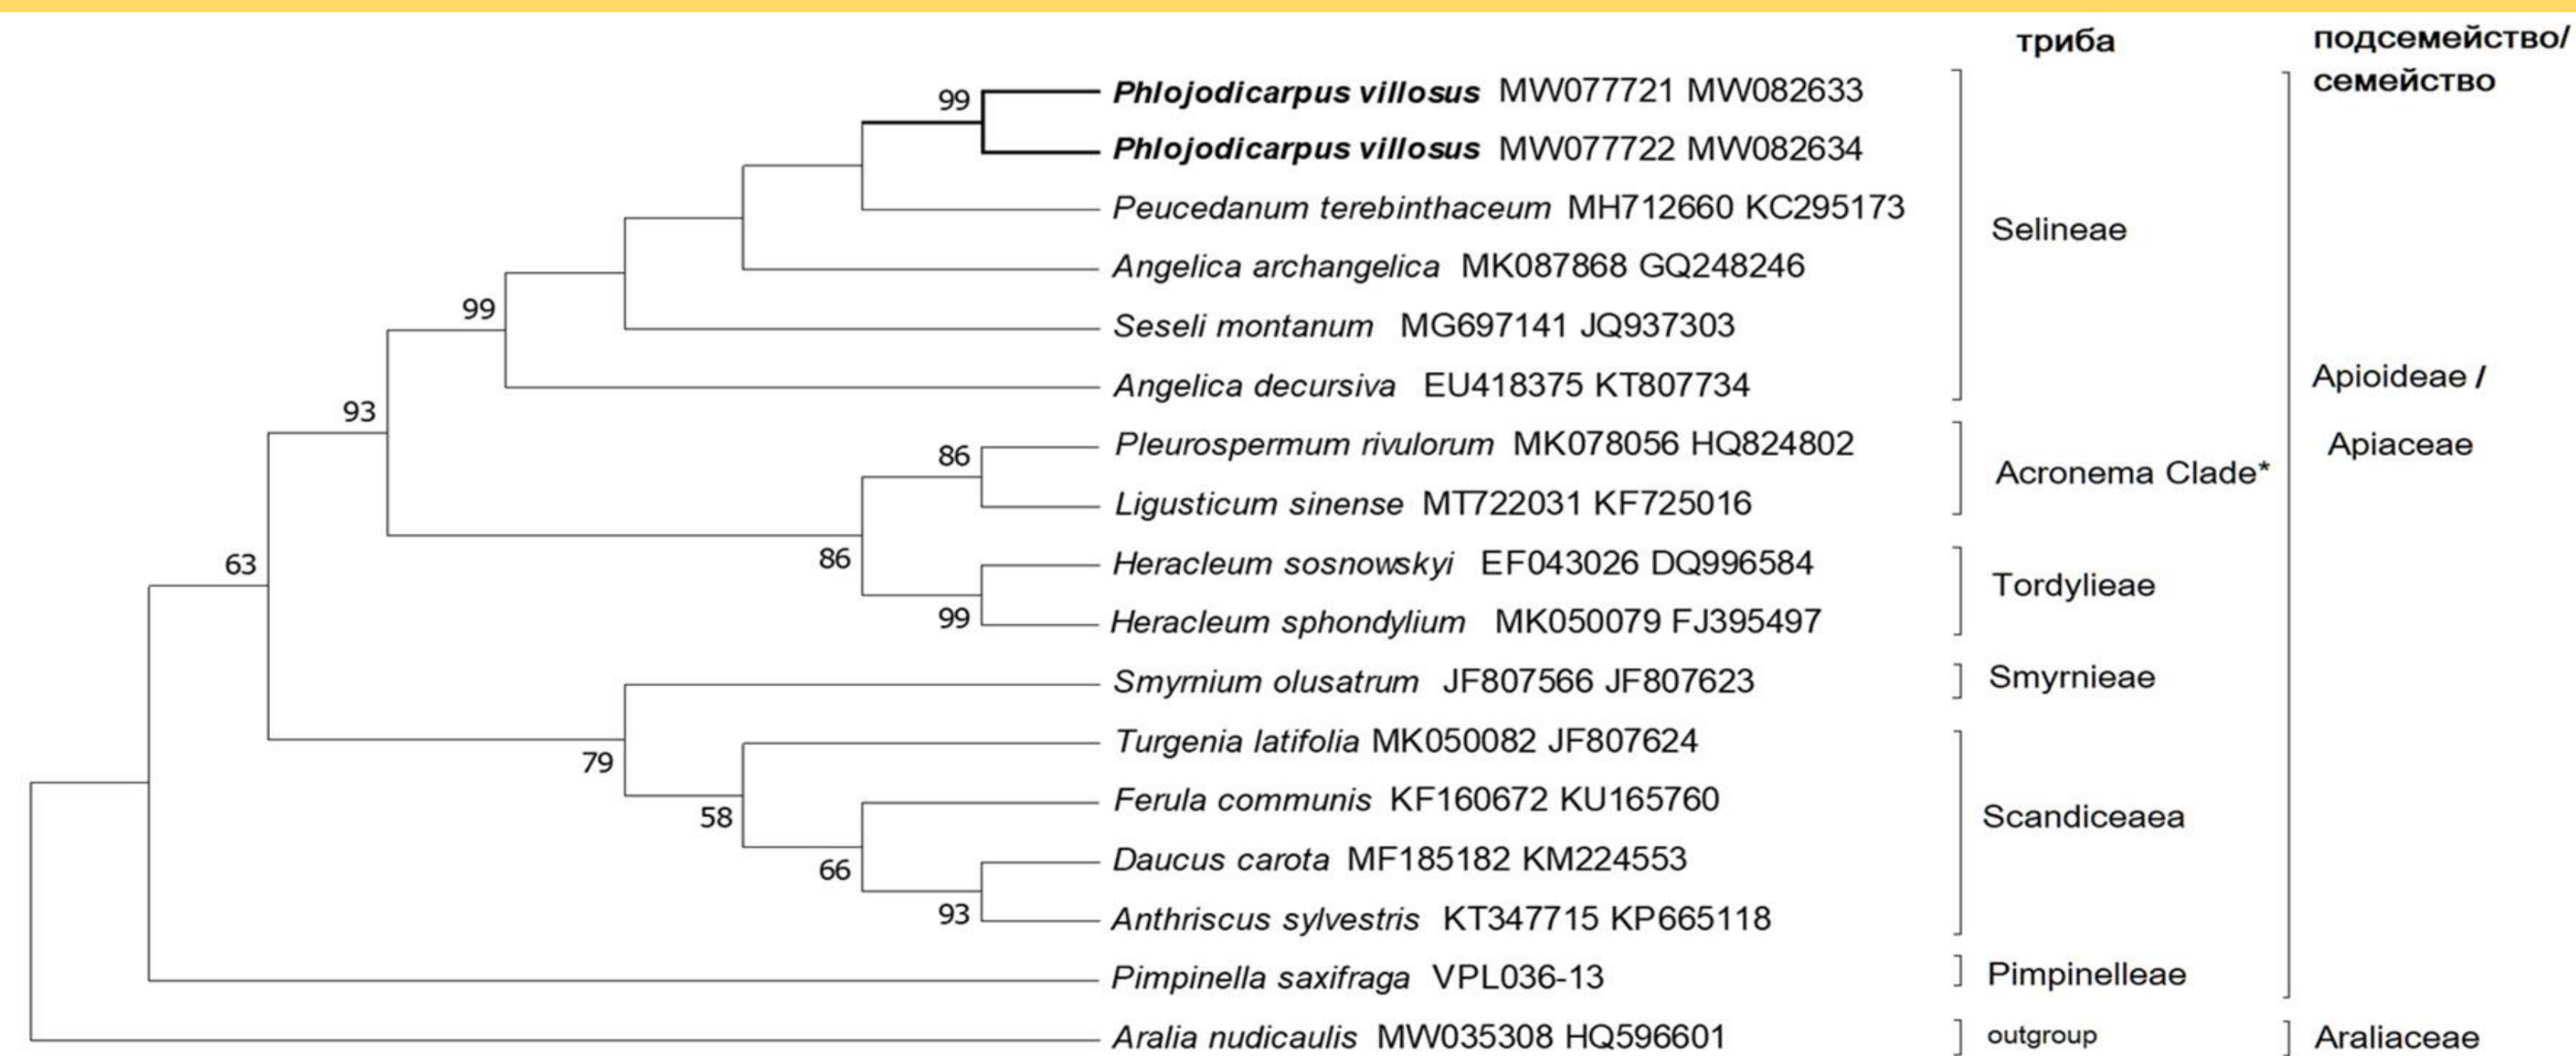 триба
подсемейство/
семейство
99
Phlojodicarpus villosus MW077721 MW082633
Phlojodicarpus villosus MW077722 MW082634
Peucedanum terebinthaceum MH712660 KC295173
Selineae
Angelica archangelica MK087868 GQ248246
99
Seseli montanum MG697141 JQ937303
Angelica decursiva EU418375 KT807734
Apioideae /
Apiaceae
93
Pleurospermum rivulorum MK078056 HQ824802
86
Acronema Clade*
Ligusticum sinense MT722031 KF725016
86
Heracleum sosnowskyi EF043026 DQ996584
63
Tordylieae
Heracleum sphondylium MK050079 FJ395497
99
Smyrnium olusatrum JF807566 JF807623
Smyrnieae
Turgenia latifolia MK050082 JF807624
79
Ferula communis KF160672 KU165760
58
Scandiceaea
Daucus carota MF185182 KM224553
66
Anthriscus sylvestris KT347715 KP665118
93
Pimpinella saxifraga VPL036-13
Pimpinelleae
Aralia nudicaulis MW035308 HQ596601
outgroup
Araliaceae